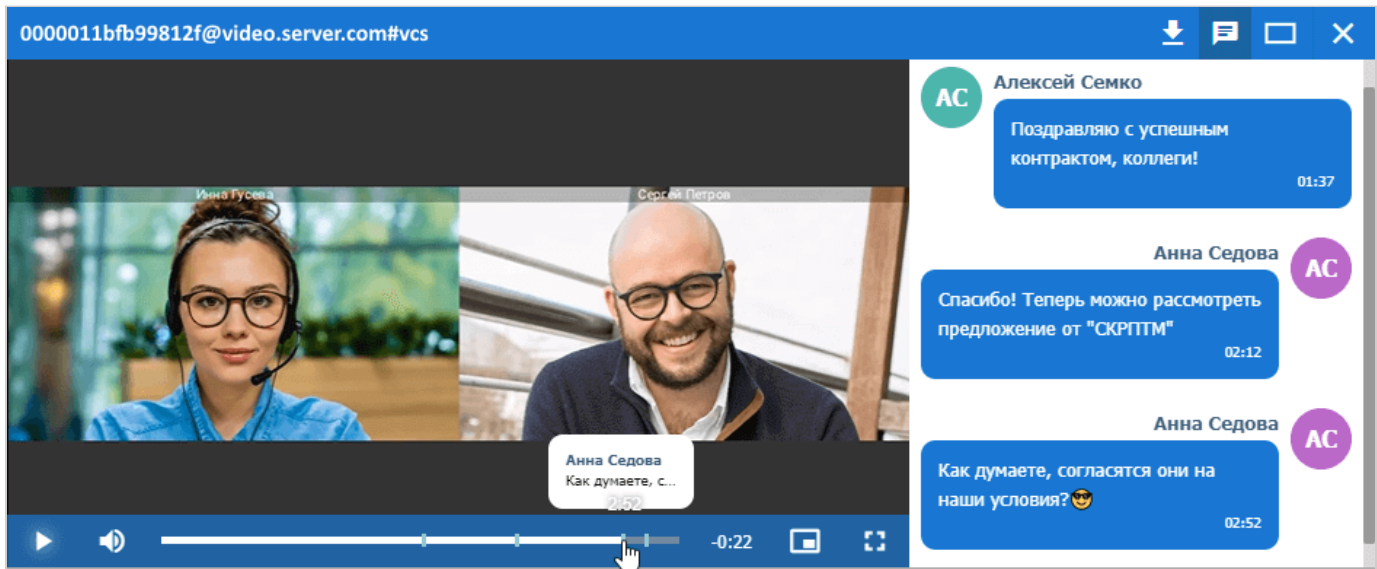 0000011bfb99812f@video.server.com#vcs
Инна Гусева
Сергей Петров
Анна Седова
Как думаете, с...
2:52
-0:22
АС
Алексей Семко
Поздравляю с успешным
контрактом, коллеги!
01:37
Анна Седова
АС
Спасибо! Теперь можно рассмотреть
предложение от "СКРПТМ"
02:12
Анна Седова
АС
Как думаете, согласятся они на
наши условия?😎
02:52